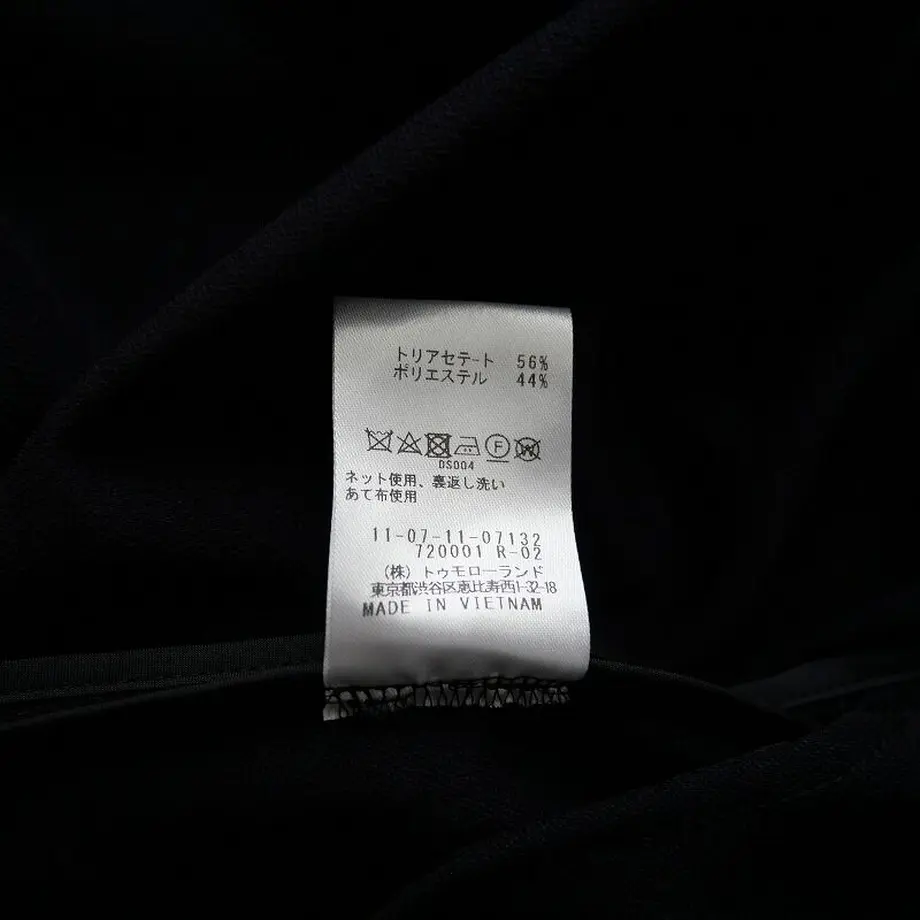 トリアセテート 56%
ポリエステル 44%
F W
DS004
ネット使用、裏返し洗い
あて布使用
11-07-11-07132
720001 R-02
(株) トゥモローランド
東京都渋谷区恵比寿西1-32-18
MADE IN VIETNAM